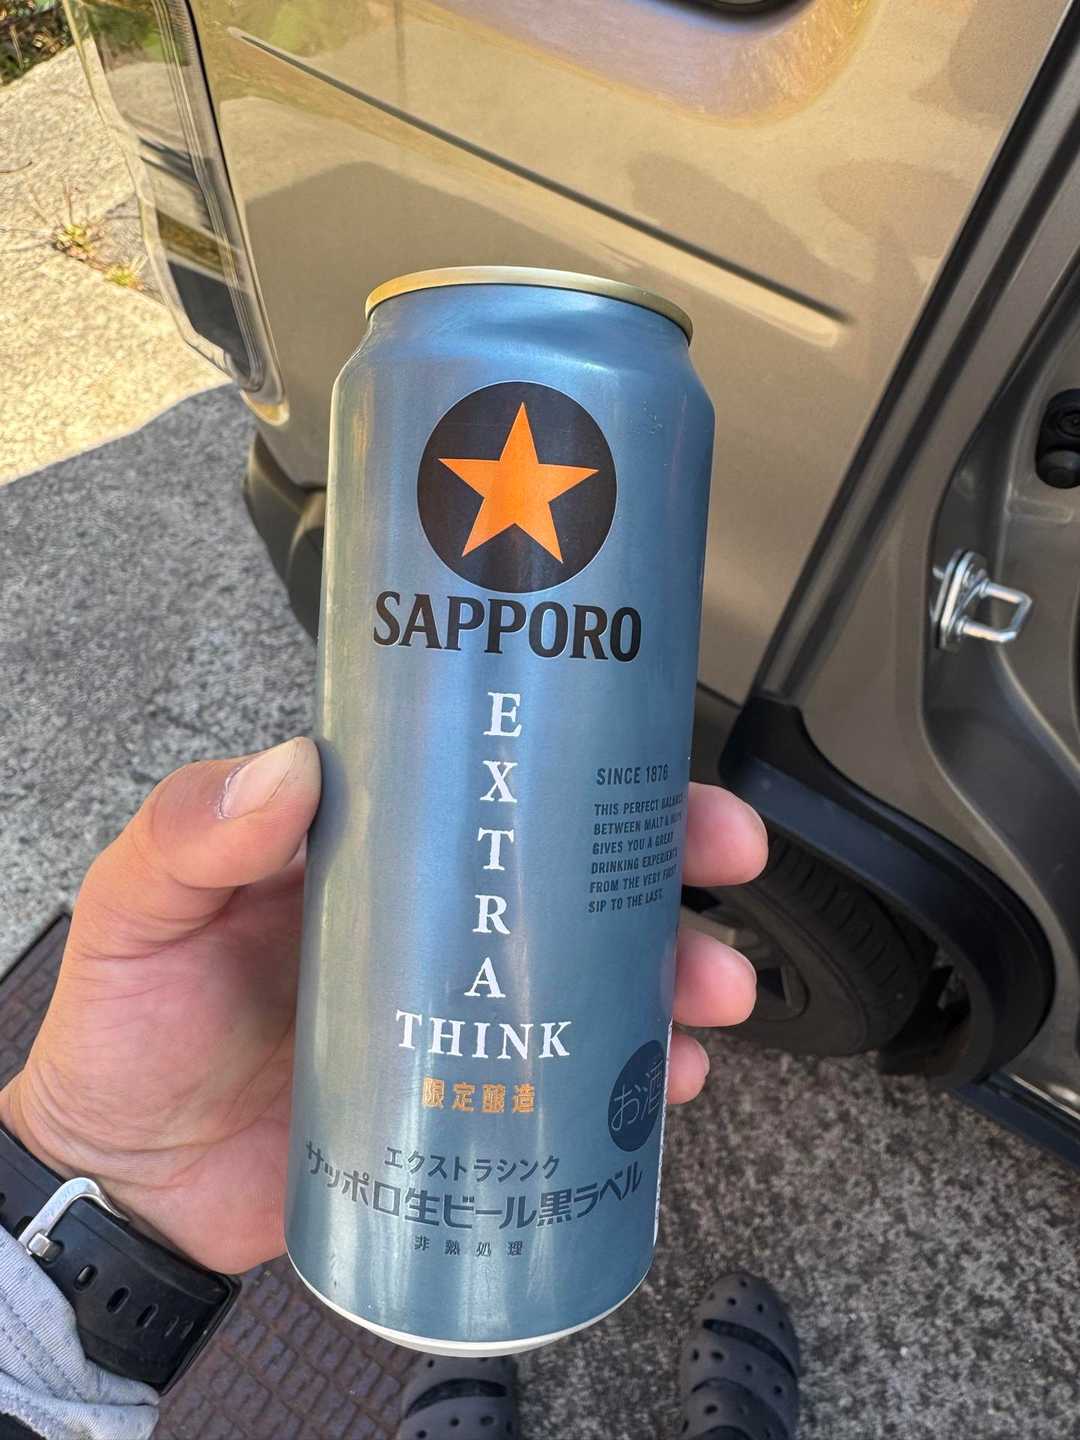 SAPPORO
EXTRA
THINK
限定醸造
エクストラシンク
サッポロ生ビール黒ラベル
非熱処理
SINCE 1876
THIS PERFECT BALANCE
BETWEEN MALT & HOPS
GIVES YOU A GREAT
DRINKING EXPERIENCE
FROM THE VERY FIRST
SIP TO THE LAST.
お酒